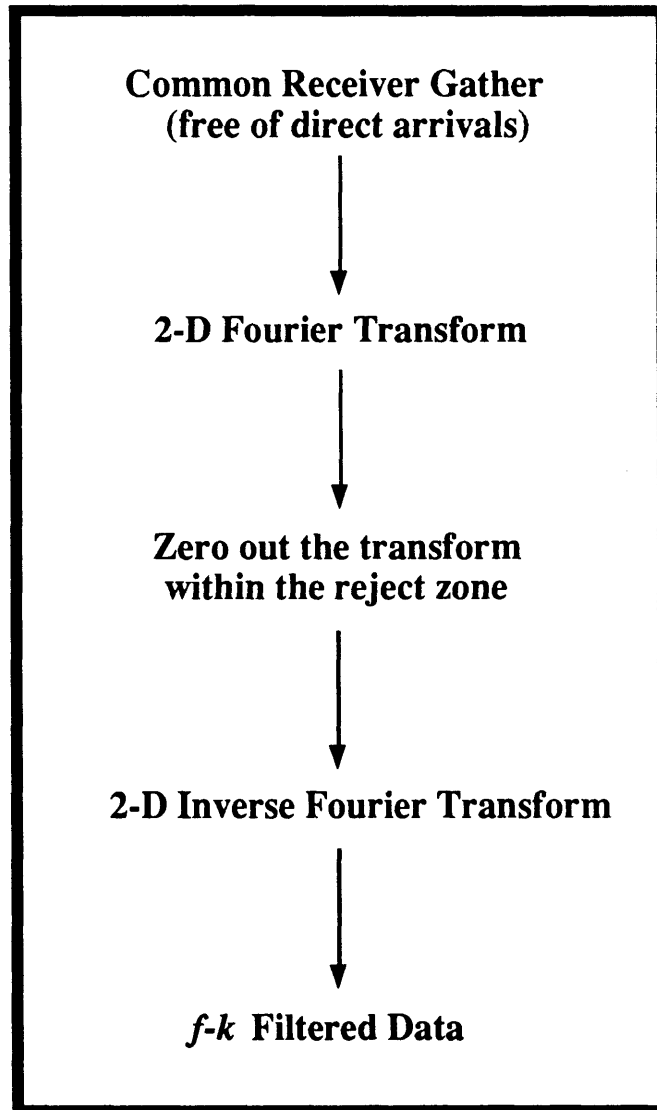 Common Receiver Gather
(free of direct arrivals)
2-D Fourier Transform
Zero out the transform
within the reject zone
2-D Inverse Fourier Transform
f-k Filtered Data